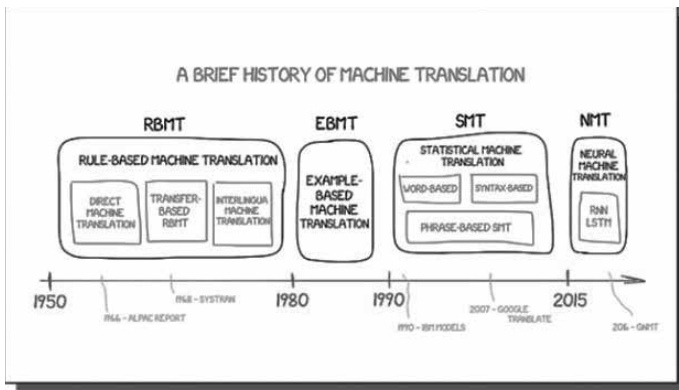 A BRIEF HISTORY OF MACHINE TRANSLATION
RBMT
RULE-BASED MACHINE TRANSLATION
DIRECT
MACHINE
TRANSLATION
TRANSFER-
BASED
RBMT
INTERLINGUA
MACHINE
TRANSLATION
EBMT
EXAMPLE-
BASED
MACHINE
TRANSLATION
SMT
STATISTICAL MACHINE
TRANSLATION
WORD-BASED
SYNTAX-BASED
PHRASE-BASED SMT
NMT
NEURAL
MACHINE
TRANSLATION
RNN
LSTM
1950
1980
1990
2015
1966 - ALPAC REPORT
1968 - SYSTRAN
1990 - IBM MODELS
2007 - GOOGLE
TRANSLATE
2016 - GNMT